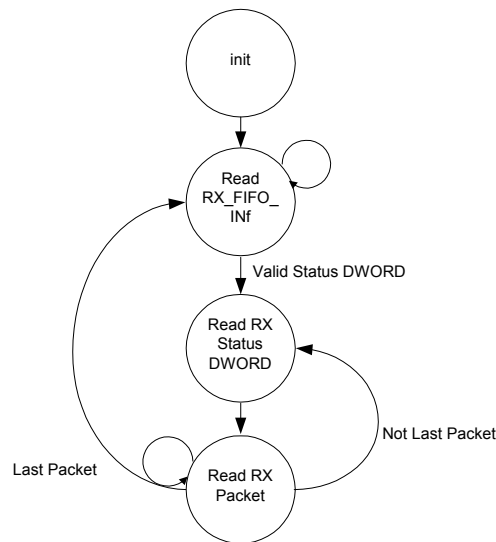 init
Read
RX_FIFO_
INf
Valid Status DWORD
Read RX
Status
DWORD
Not Last Packet
Last Packet
Read RX
Packet